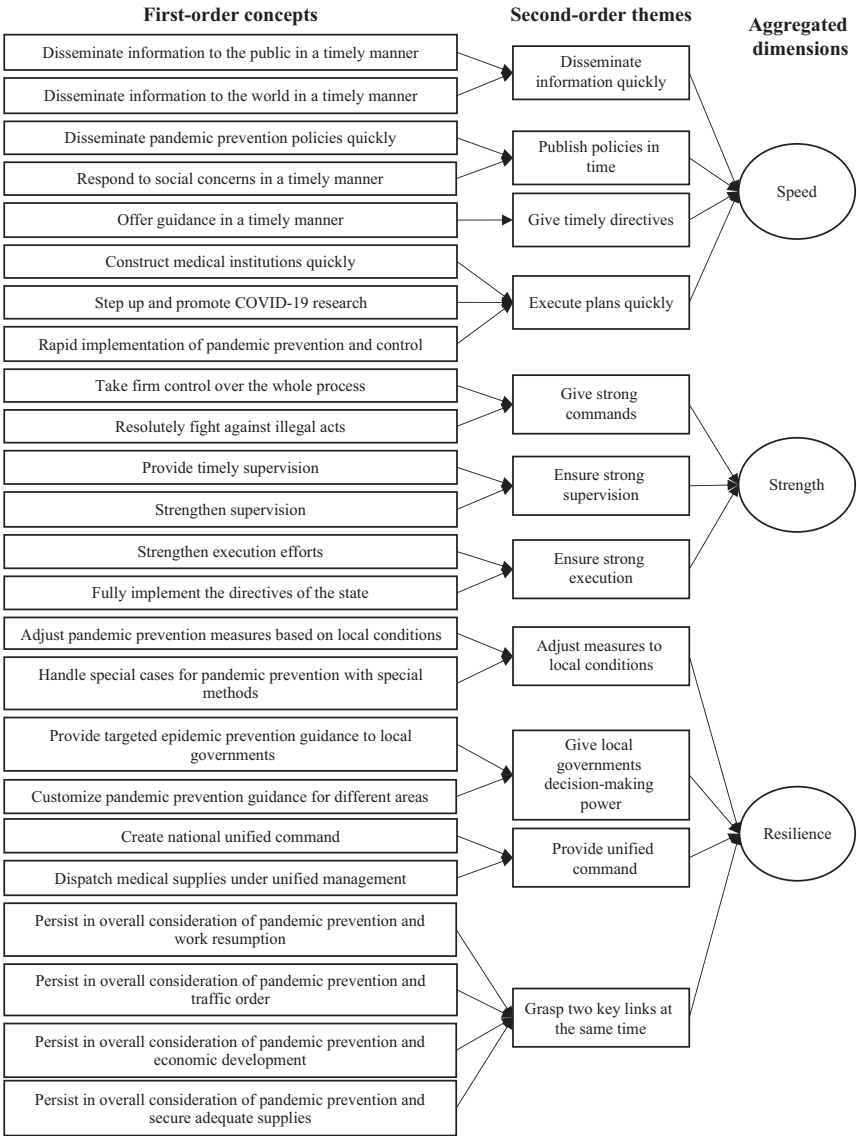 First-order concepts
Second-order themes
Aggregated
dimensions
Disseminate information to the public in a timely manner
Disseminate information to the world in a timely manner
Disseminate pandemic prevention policies quickly
Respond to social concerns in a timely manner
Offer guidance in a timely manner
Construct medical institutions quickly
Step up and promote COVID-19 research
Rapid implementation of pandemic prevention and control
Take firm control over the whole process
Resolutely fight against illegal acts
Provide timely supervision
Strengthen supervision
Strengthen execution efforts
Fully implement the directives of the state
Adjust pandemic prevention measures based on local conditions
Handle special cases for pandemic prevention with special
methods
Provide targeted epidemic prevention guidance to local
governments
Customize pandemic prevention guidance for different areas
Create national unified command
Dispatch medical supplies under unified management
Persist in overall consideration of pandemic prevention and
work resumption
Persist in overall consideration of pandemic prevention and
traffic order
Persist in overall consideration of pandemic prevention and
economic development
Persist in overall consideration of pandemic prevention and
secure adequate supplies
Disseminate
information quickly
Publish policies in
time
Give timely directives
Execute plans quickly
Give strong
commands
Ensure strong
supervision
Ensure strong
execution
Adjust measures to
local conditions
Give local
governments
decision-making
power
Provide unified
command
Grasp two key links at
the same time
Speed
Strength
Resilience